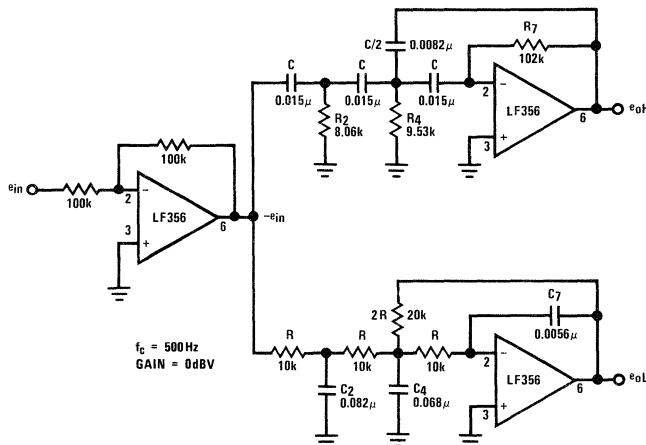 C/2
0.0082μ
R7
102k
C
0.015μ
C
0.015μ
C
0.015μ
R2
8.06k
R4
9.53k
2
−
LF356
6
3
+
eoH
100k
ein
100k
2
−
LF356
6
3
+
−ein
2R
20k
C7
0.0056μ
R
10k
R
10k
R
10k
C2
0.082μ
C4
0.068μ
2
−
LF356
6
3
+
eoL
fc = 500Hz
GAIN = 0dBV